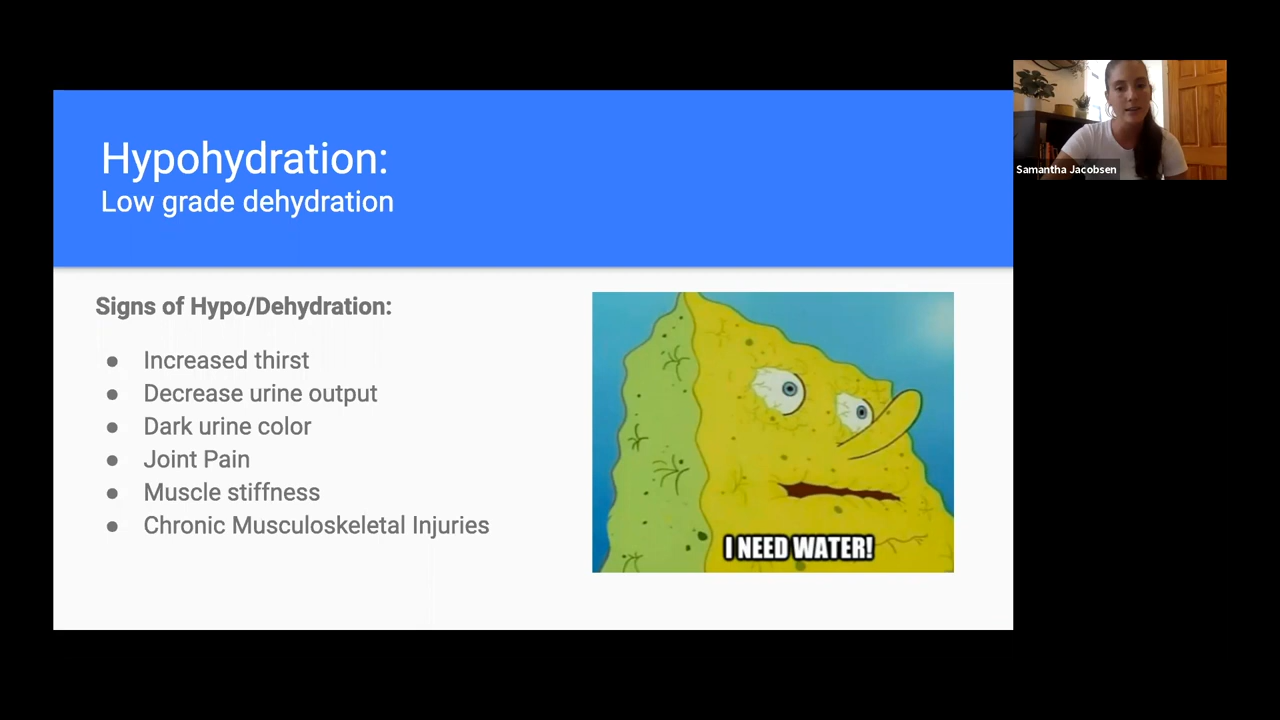 Hypohydration:
Low grade dehydration
Signs of Hypo/Dehydration:
● Increased thirst
● Decrease urine output
● Dark urine color
● Joint Pain
● Muscle stiffness
● Chronic Musculoskeletal Injuries
I NEED WATER!
Samantha Jacobsen